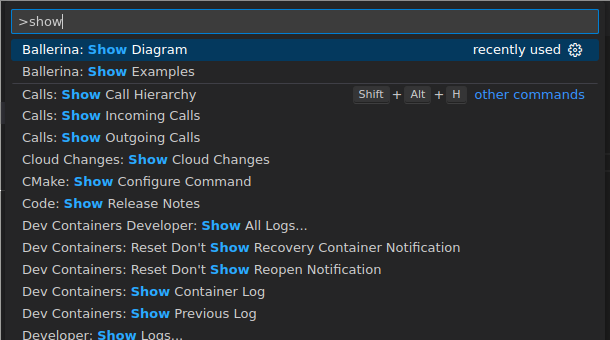 >show
Ballerina: Show Diagram recently used
Ballerina: Show Examples
Calls: Show Call Hierarchy Shift + Alt + H other commands
Calls: Show Incoming Calls
Calls: Show Outgoing Calls
Cloud Changes: Show Cloud Changes
CMake: Show Configure Command
Code: Show Release Notes
Dev Containers Developer: Show All Logs...
Dev Containers: Reset Don't Show Recovery Container Notification
Dev Containers: Reset Don't Show Reopen Notification
Dev Containers: Show Container Log
Dev Containers: Show Previous Log
Developer: Show Logs...